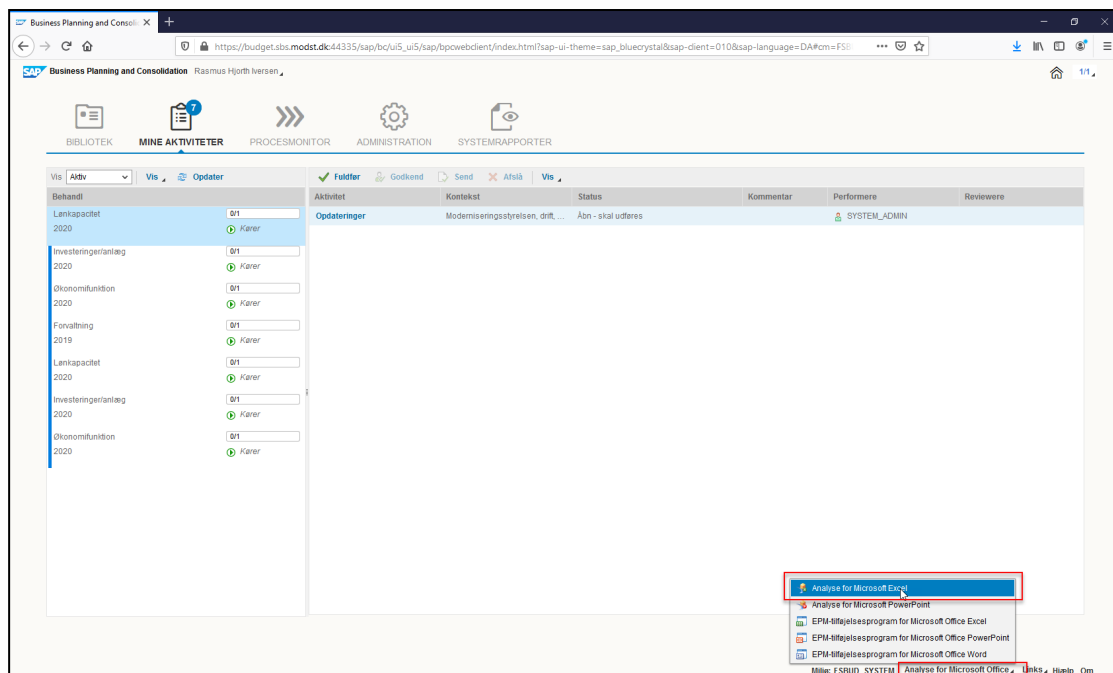 Business Planning and Consoli
https://budget.sbs.modst.dk:44335/sap/bc/ui5_ui5/sap/bpcwebclient/index.html?sap-ui-theme=sap_bluecrystal&sap-client=010&sap-language=DA#cm=FSB
SAP Business Planning and Consolidation Rasmus Hjorth Iversen
1/1
7
BIBLIOTEK MINE AKTIVITETER PROCESMONITOR ADMINISTRATION SYSTEMRAPPORTER
Vis Aktiv Vis Opdater Fuldfør Godkend Send Afslå Vis
Behandl Aktivitet Kontekst Status Kommentar Performere Reviewere
Lønkapacitet 0/1 Opdateringer Moderniseringsstyrelsen, drift, ... Åbn - skal udføres SYSTEM_ADMIN
2020 Kører
Investeringer/anlæg 0/1
2020 Kører
Økonomifunktion 0/1
2020 Kører
Forvaltning 0/1
2019 Kører
Lønkapacitet 0/1
2020 Kører
Investeringer/anlæg 0/1
2020 Kører
Økonomifunktion 0/1
2020 Kører
Analyse for Microsoft Excel
Analyse for Microsoft PowerPoint
EPM-tilføjelsesprogram for Microsoft Office Excel
EPM-tilføjelsesprogram for Microsoft Office PowerPoint
EPM-tilføjelsesprogram for Microsoft Office Word
Miljø: FSBUD_SYSTEM Analyse for Microsoft Office Links Hjælp Om